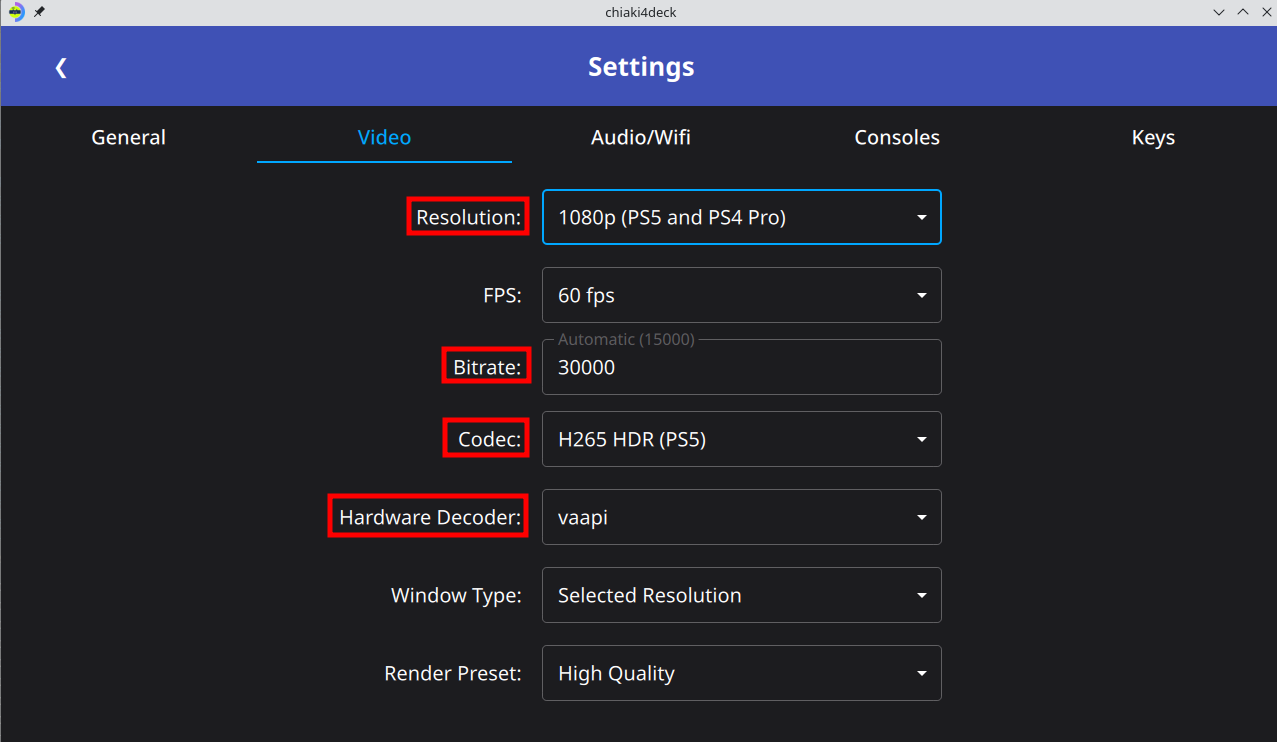 chiaki4deck
Settings
General Video Audio/Wifi Consoles Keys
Resolution: 1080p (PS5 and PS4 Pro)
FPS: 60 fps
Automatic (15000)
Bitrate: 30000
Codec: H265 HDR (PS5)
Hardware Decoder: vaapi
Window Type: Selected Resolution
Render Preset: High Quality